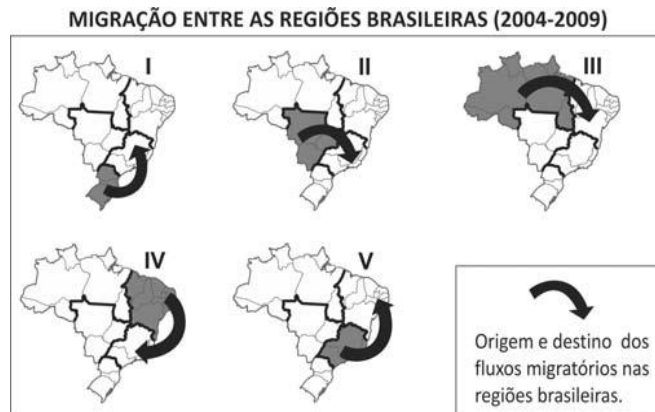 MIGRAÇÃO ENTRE AS REGIÕES BRASILEIRAS (2004-2009)
I
II
III
IV
V
Origem e destino dos
fluxos migratórios nas
regiões brasileiras.